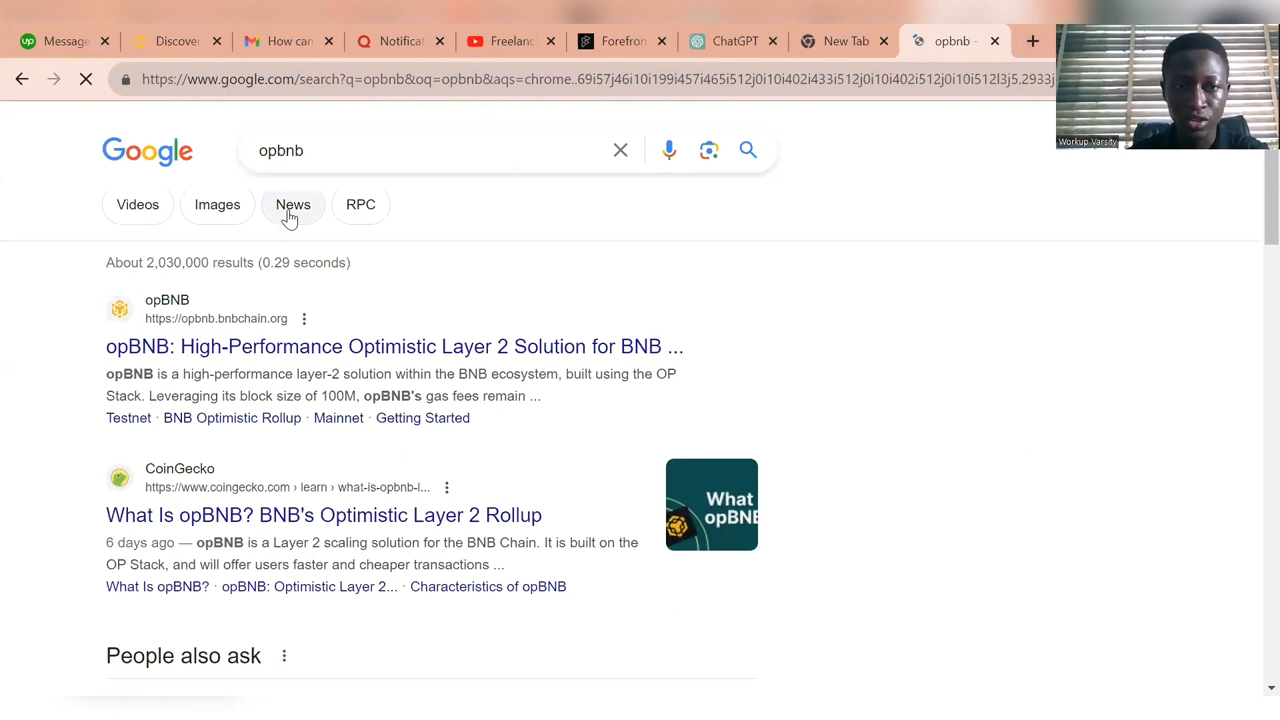 up Message
Discover
How can
Notificat
Freelanc
Forefron
ChatGPT
New Tab
opbnb -
https://www.google.com/search?q=opbnb&oq=opbnb&aqs=chrome..69i57j46i10i199i457i465i512j0i10i402i433i512j0i10i402i512j0i10i512l3j5.2933j
Workup Varsity
Google
opbnb
Videos
Images
News
RPC
About 2,030,000 results (0.29 seconds)
opBNB
https://opbnb.bnbchain.org
opBNB: High-Performance Optimistic Layer 2 Solution for BNB ...
opBNB is a high-performance layer-2 solution within the BNB ecosystem, built using the OP
Stack. Leveraging its block size of 100M, opBNB's gas fees remain ...
Testnet · BNB Optimistic Rollup · Mainnet · Getting Started
CoinGecko
https://www.coingecko.com › learn › what-is-opbnb-l...
What Is opBNB? BNB's Optimistic Layer 2 Rollup
6 days ago — opBNB is a Layer 2 scaling solution for the BNB Chain. It is built on the
OP Stack, and will offer users faster and cheaper transactions ...
What Is opBNB? · opBNB: Optimistic Layer 2... · Characteristics of opBNB
What
opBNB
People also ask